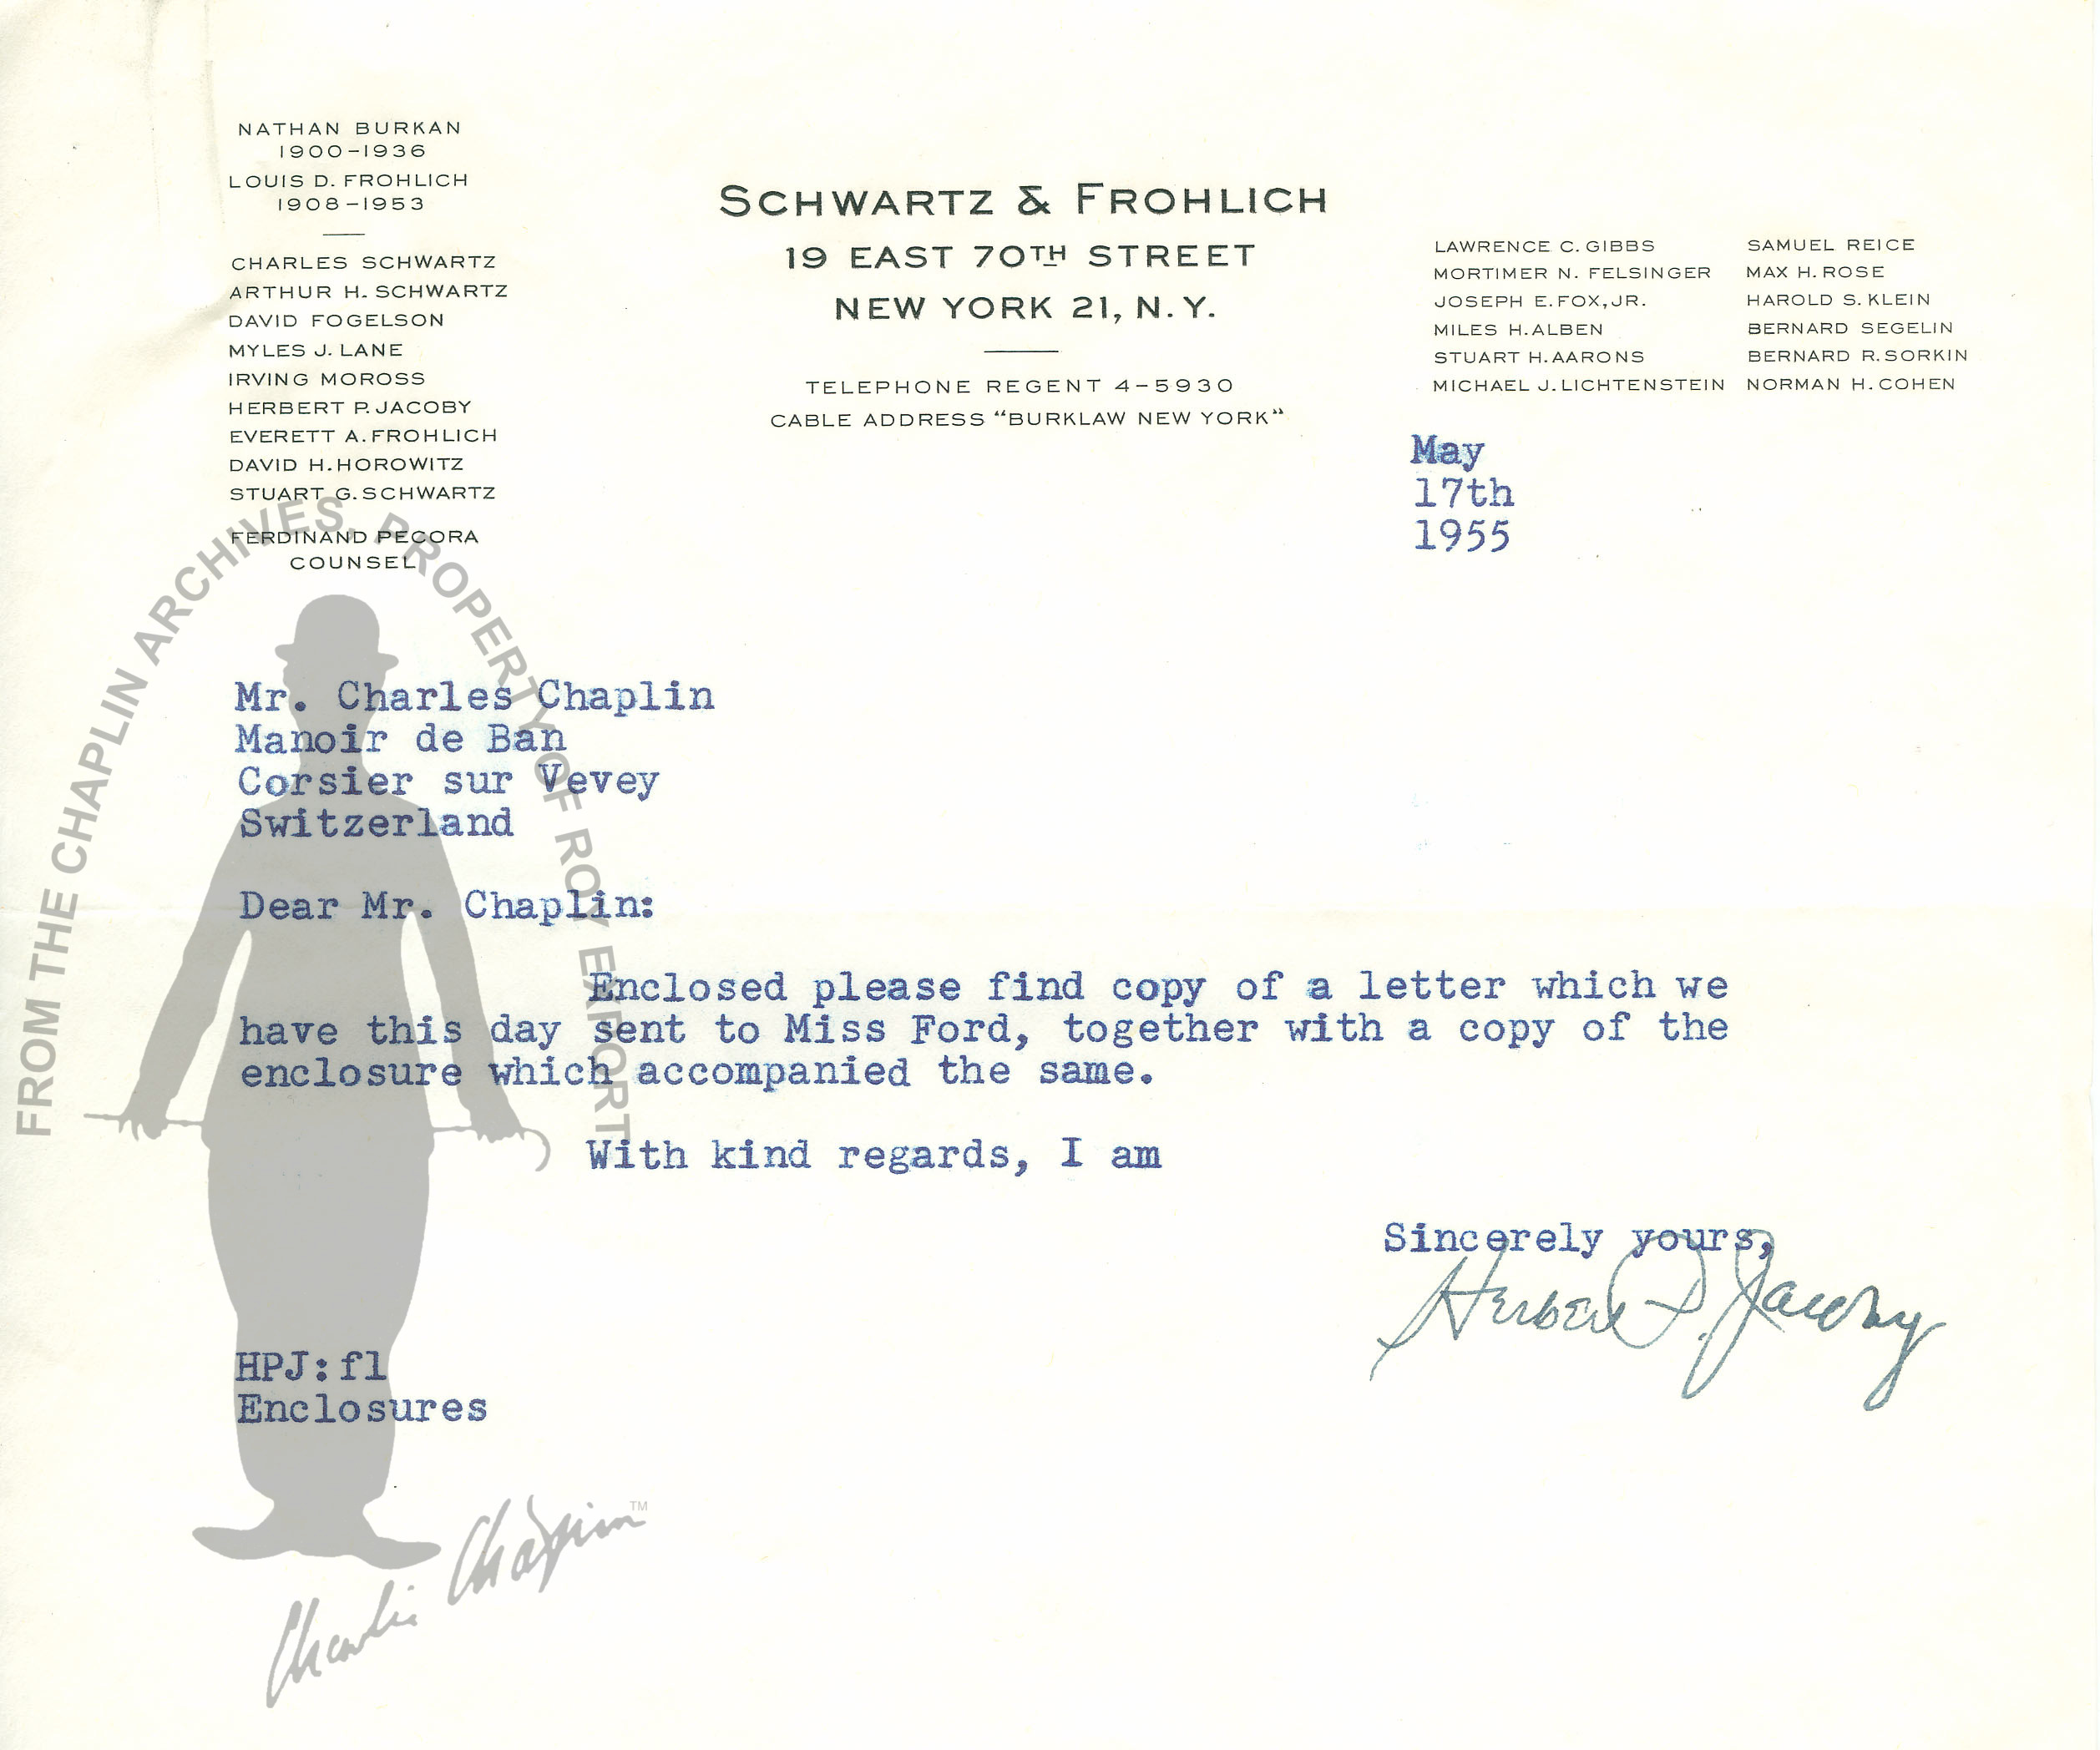 NATHAN BURKAN
1900-1936
LOUIS D. FROHLICH
1908-1953
CHARLES SCHWARTZ
ARTHUR H. SCHWARTZ
DAVID FOGELSON
MYLES J. LANE
IRVING MOROSS
HERBERT P. JACOBY
EVERETT A. FROHLICH
DAVID H. HOROWITZ
STUART G. SCHWARTZ
FERDINAND PECORA
COUNSEL
SCHWARTZ & FROHLICH
19 EAST 70TH STREET
NEW YORK 21, N.Y.
TELEPHONE REGENT 4-5930
CABLE ADDRESS "BURKLAW NEW YORK"
LAWRENCE C. GIBBS
MORTIMER N. FELSINGER
JOSEPH E. FOX, JR.
MILES H. ALBEN
STUART H. AARONS
MICHAEL J. LICHTENSTEIN
SAMUEL REICE
MAX H. ROSE
HAROLD S. KLEIN
BERNARD SEGELIN
BERNARD R. SORKIN
NORMAN H. COHEN
May
17th
1955
Mr. Charles Chaplin
Manoir de Ban
Corsier sur Vevey
Switzerland
Dear Mr. Chaplin:
Enclosed please find copy of a letter which we
have this day sent to Miss Ford, together with a copy of the
enclosure which accompanied the same.
With kind regards, I am
Sincerely yours,
Herbert P. Jacoby
HPJ:fl
Enclosures
FROM THE CHAPLIN ARCHIVES, PROPERTY OF ROY EXPORT
Charlie Chaplin™